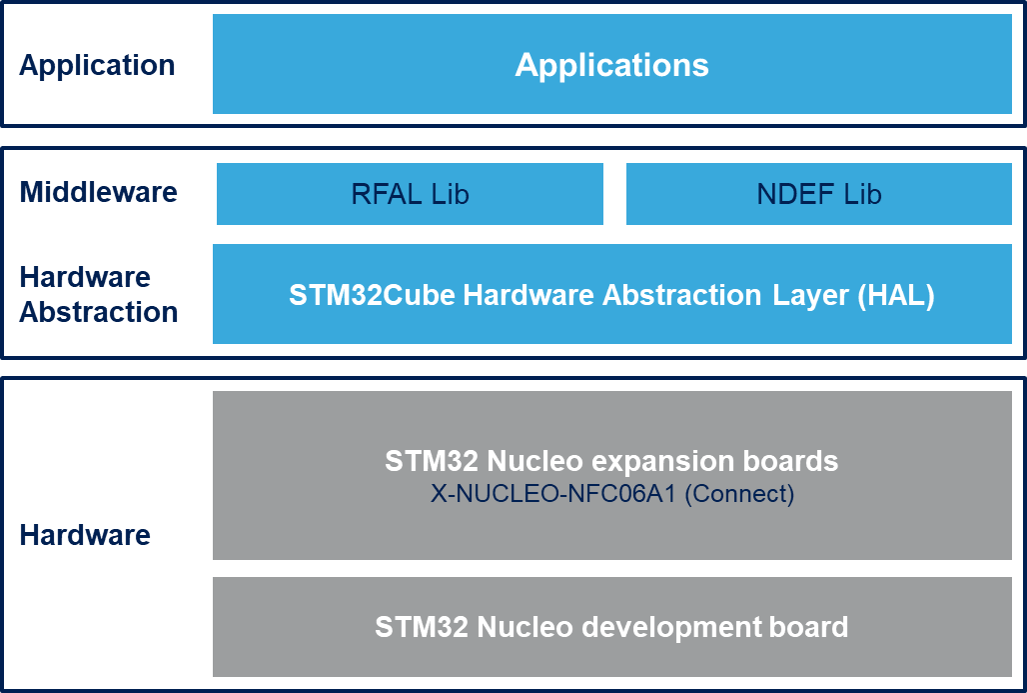 Application
Applications
Middleware
RFAL Lib
NDEF Lib
Hardware
Abstraction
STM32Cube Hardware Abstraction Layer (HAL)
Hardware
STM32 Nucleo expansion boards
X-NUCLEO-NFC06A1 (Connect)
STM32 Nucleo development board